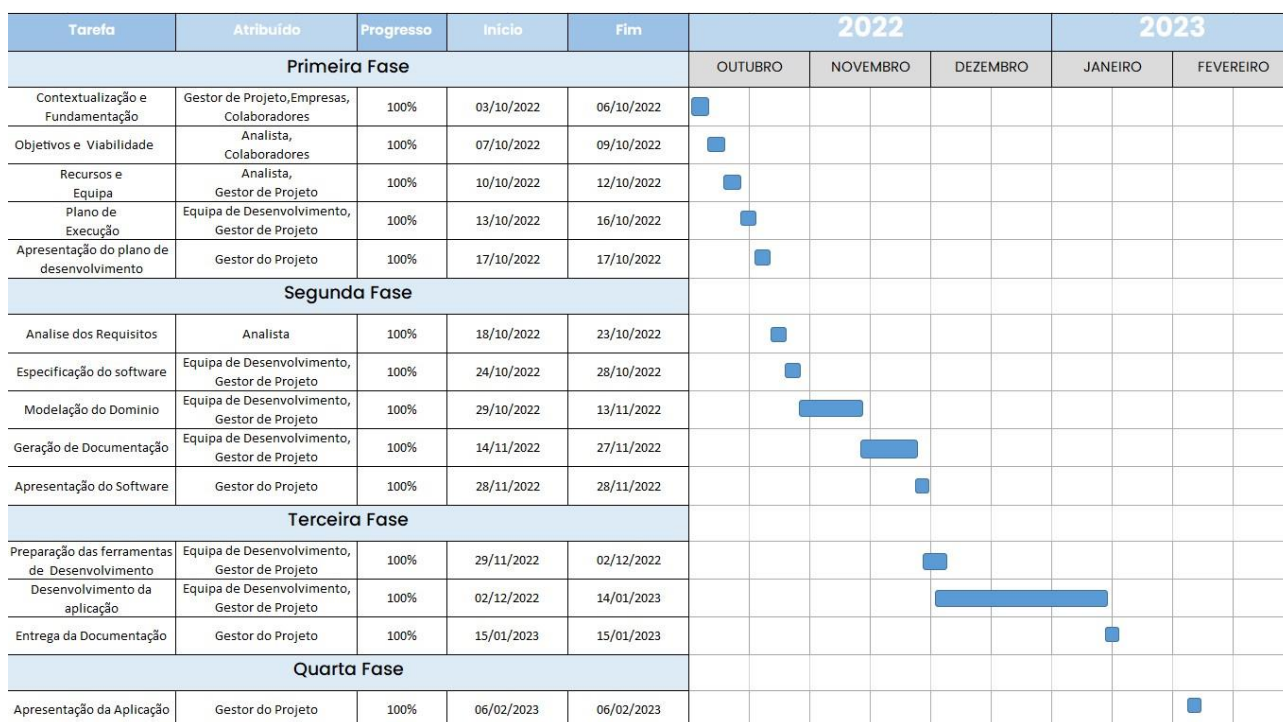 Tarefa Atribuído Progresso Início Fim 2022 2023
Primeira Fase OUTUBRO NOVEMBRO DEZEMBRO JANEIRO FEVEREIRO
Contextualização e
Fundamentação
Gestor de Projeto,Empresas,
Colaboradores
100% 03/10/2022 06/10/2022
Objetivos e Viabilidade
Analista,
Colaboradores
100% 07/10/2022 09/10/2022
Recursos e
Equipa
Analista,
Gestor de Projeto
100% 10/10/2022 12/10/2022
Plano de
Execução
Equipa de Desenvolvimento,
Gestor de Projeto
100% 13/10/2022 16/10/2022
Apresentação do plano de
desenvolvimento
Gestor do Projeto
100% 17/10/2022 17/10/2022
Segunda Fase
Analise dos Requisitos
Analista
100% 18/10/2022 23/10/2022
Especificação do software
Equipa de Desenvolvimento,
Gestor de Projeto
100% 24/10/2022 28/10/2022
Modelação do Dominio
Equipa de Desenvolvimento,
Gestor de Projeto
100% 29/10/2022 13/11/2022
Geração de Documentação
Equipa de Desenvolvimento,
Gestor de Projeto
100% 14/11/2022 27/11/2022
Apresentação do Software
Gestor do Projeto
100% 28/11/2022 28/11/2022
Terceira Fase
Preparação das ferramentas
de Desenvolvimento
Equipa de Desenvolvimento,
Gestor de Projeto
100% 29/11/2022 02/12/2022
Desenvolvimento da
aplicação
Equipa de Desenvolvimento,
Gestor de Projeto
100% 02/12/2022 14/01/2023
Entrega da Documentação
Gestor do Projeto
100% 15/01/2023 15/01/2023
Quarta Fase
Apresentação da Aplicação
Gestor do Projeto
100% 06/02/2023 06/02/2023